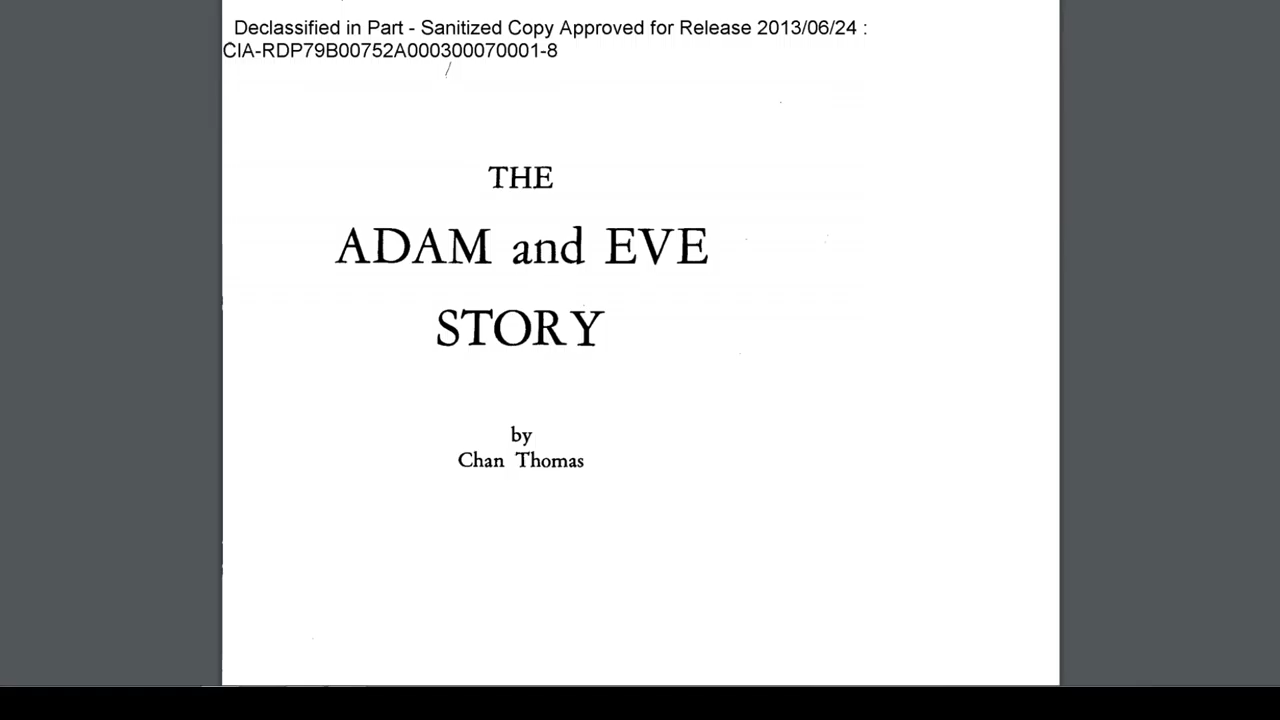 Declassified in Part - Sanitized Copy Approved for Release 2013/06/24 :
CIA-RDP79B00752A000300070001-8
THE
ADAM and EVE
STORY
by
Chan Thomas